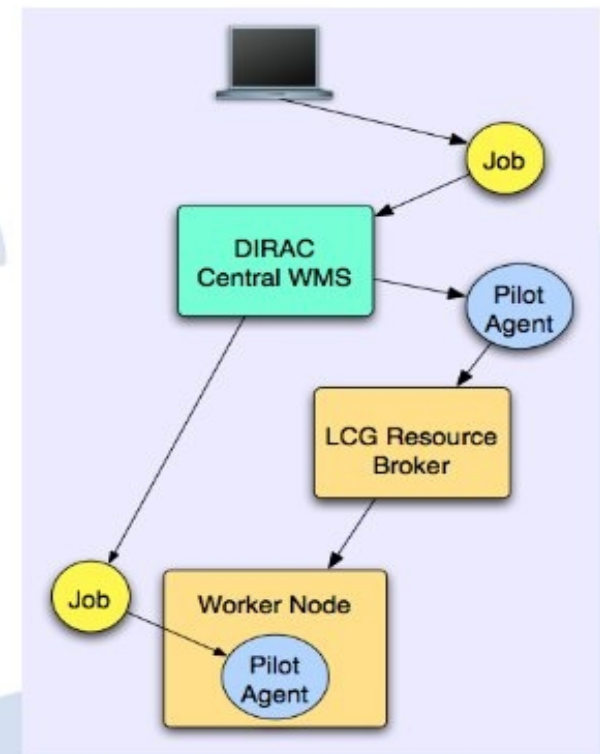 Job
DIRAC
Central WMS
Pilot
Agent
LCG Resource
Broker
Job
Worker Node
Pilot
Agent